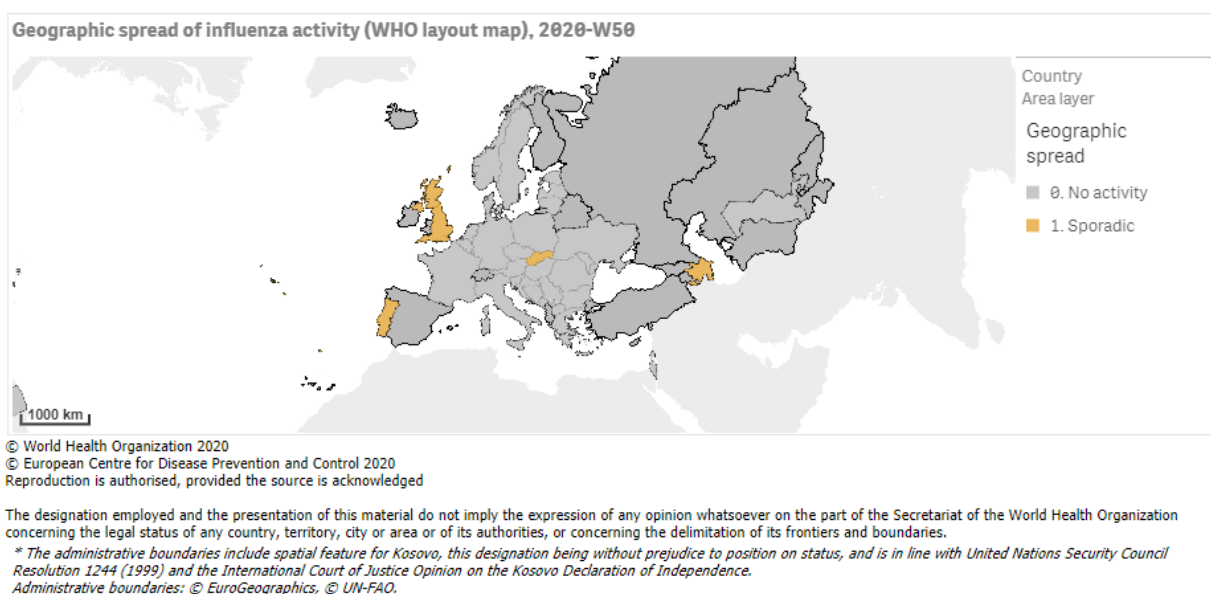 Geographic spread of influenza activity (WHO layout map), 2020-W50
Country
Area layer
Geographic
spread
0. No activity
1. Sporadic
1000 km
© World Health Organization 2020
© European Centre for Disease Prevention and Control 2020
Reproduction is authorised, provided the source is acknowledged
The designation employed and the presentation of this material do not imply the expression of any opinion whatsoever on the part of the Secretariat of the World Health Organization
concerning the legal status of any country, territory, city or area or of its authorities, or concerning the delimitation of its frontiers and boundaries.
* The administrative boundaries include spatial feature for Kosovo, this designation being without prejudice to position on status, and is in line with United Nations Security Council
Resolution 1244 (1999) and the International Court of Justice Opinion on the Kosovo Declaration of Independence.
Administrative boundaries: © EuroGeographics, © UN-FAO.